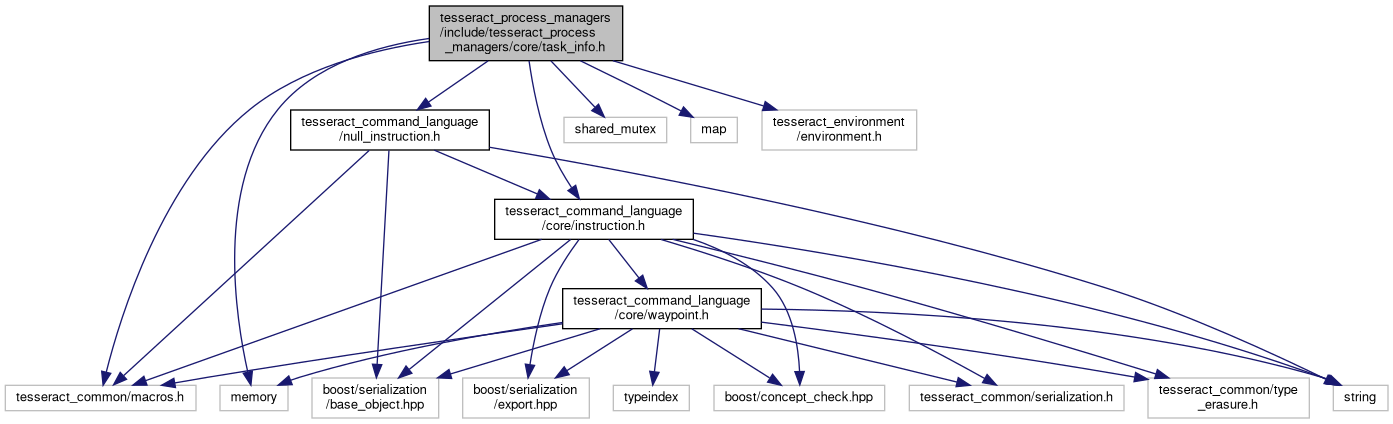 tesseract_process_managers
/include/tesseract_process
_managers/core/task_info.h
tesseract_command_language
/null_instruction.h
shared_mutex
map
tesseract_environment
/environment.h
tesseract_command_language
/core/instruction.h
tesseract_command_language
/core/waypoint.h
tesseract_common/macros.h
memory
boost/serialization
/base_object.hpp
boost/serialization
/export.hpp
typeindex
boost/concept_check.hpp
tesseract_common/serialization.h
tesseract_common/type
_erasure.h
string